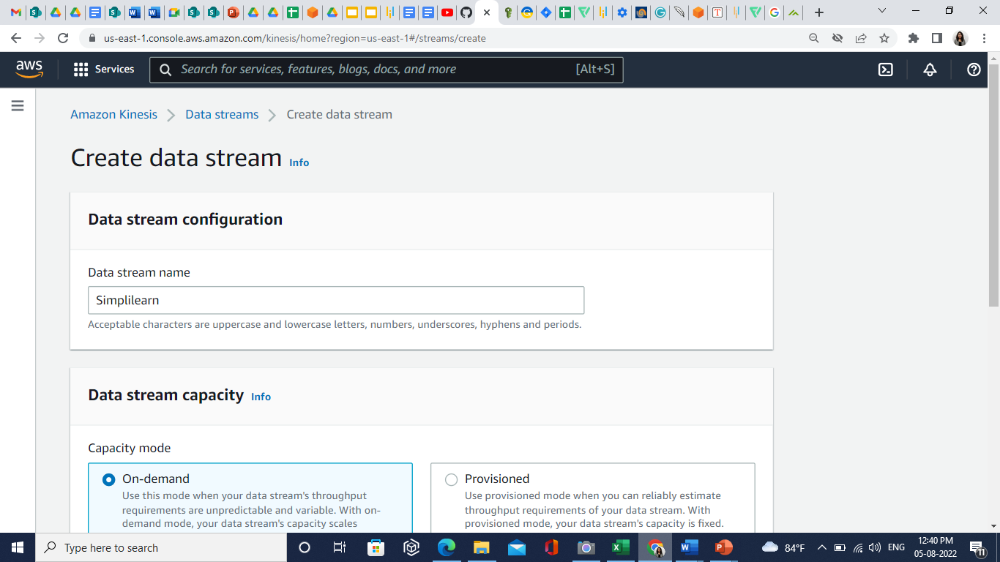 us-east-1.console.aws.amazon.com/kinesis/home?region=us-east-1#/streams/create
aws
Services
Search for services, features, blogs, docs, and more
[Alt+S]
Amazon Kinesis
Data streams
Create data stream
Create data stream Info
Data stream configuration
Data stream name
Simplilearn
Acceptable characters are uppercase and lowercase letters, numbers, underscores, hyphens and periods.
Data stream capacity Info
Capacity mode
On-demand
Use this mode when your data stream's throughput
requirements are unpredictable and variable. With on-
demand mode, your data stream's capacity scales
Provisioned
Use provisioned mode when you can reliably estimate
throughput requirements of your data stream. With
provisioned mode, your data stream's capacity is fixed.
Type here to search
84°F
ENG
12:40 PM
05-08-2022
11